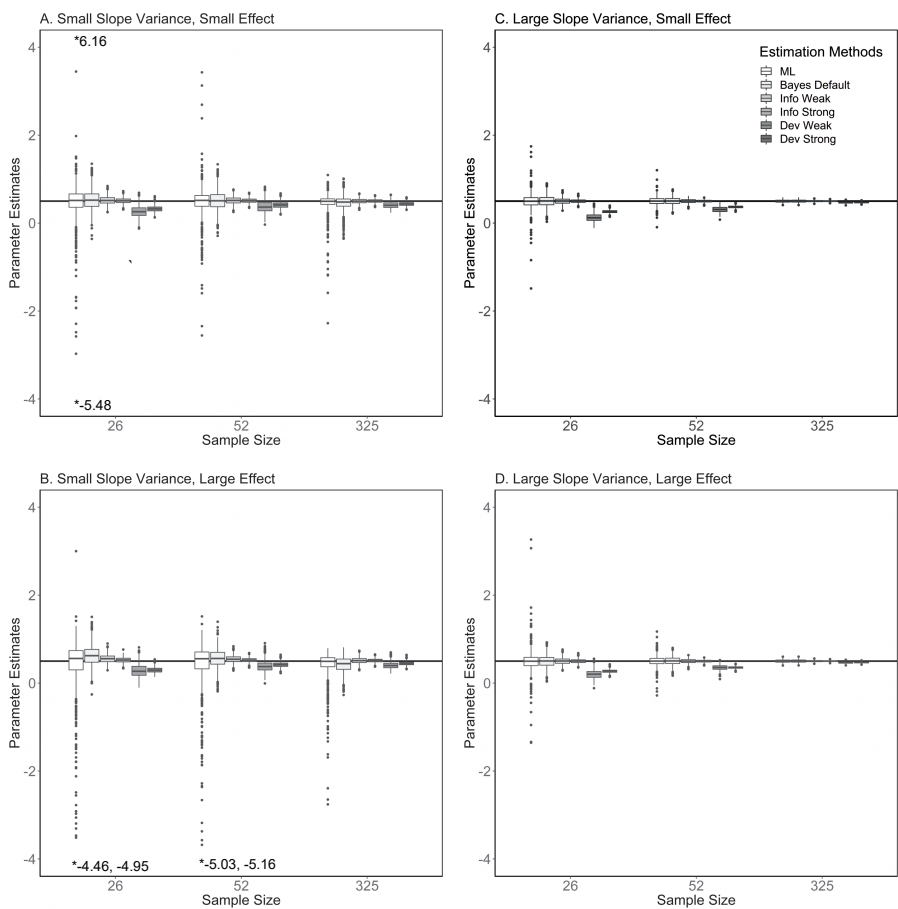 A. Small Slope Variance, Small Effect
*6.16
4
2
0
-2
-4
Parameter Estimates
*-5.48
26
52
325
Sample Size
C. Large Slope Variance, Small Effect
4
2
0
-2
-4
Parameter Estimates
Estimation Methods
ML
Bayes Default
Info Weak
Info Strong
Dev Weak
Dev Strong
26
52
325
Sample Size
B. Small Slope Variance, Large Effect
4
2
0
-2
-4
Parameter Estimates
*-4.46, -4.95
*-5.03, -5.16
26
52
325
Sample Size
D. Large Slope Variance, Large Effect
4
2
0
-2
-4
Parameter Estimates
26
52
325
Sample Size